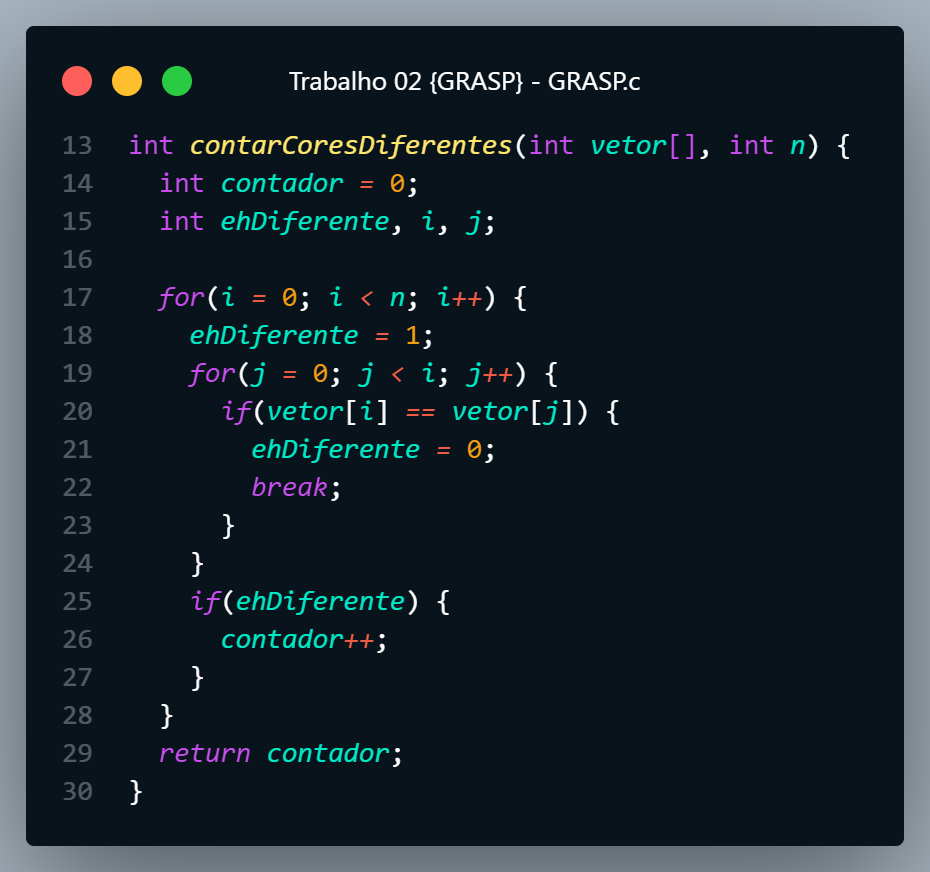 Trabalho 02 {GRASP} - GRASP.c
13 int contarCoresDiferentes(int vetor[], int n) {
14   int contador = 0;
15   int ehDiferente, i, j;
16
17   for(i = 0; i < n; i++) {
18     ehDiferente = 1;
19     for(j = 0; j < i; j++) {
20       if(vetor[i] == vetor[j]) {
21         ehDiferente = 0;
22         break;
23       }
24     }
25     if(ehDiferente) {
26       contador++;
27     }
28   }
29   return contador;
30 }